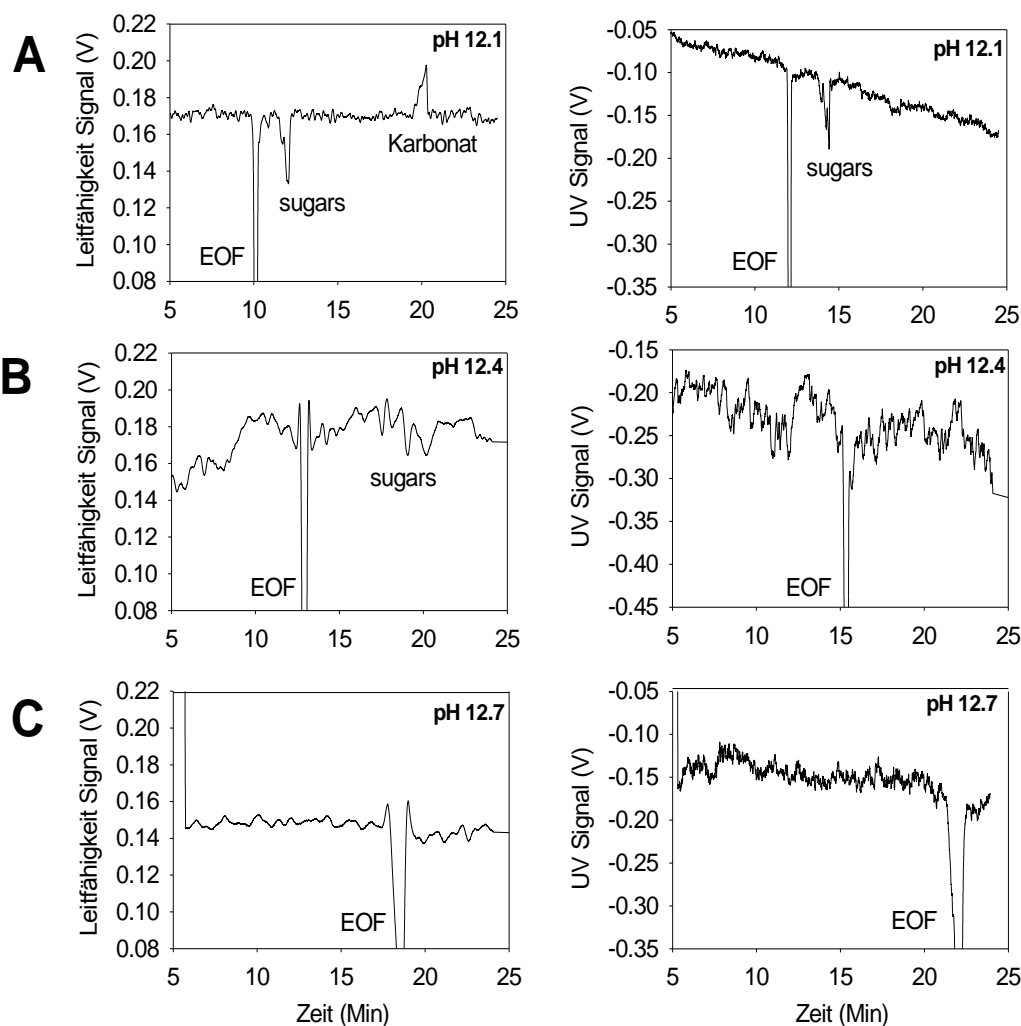 A
Leitfähigkeit Signal (V)
0.22
0.20
0.18
0.16
0.14
0.12
0.10
0.08
pH 12.1
Karbonat
sugars
EOF
5 10 15 20 25
UV Signal (V)
-0.05
-0.10
-0.15
-0.20
-0.25
-0.30
-0.35
pH 12.1
sugars
EOF
5 10 15 20 25
B
Leitfähigkeit Signal (V)
0.22
0.20
0.18
0.16
0.14
0.12
0.10
0.08
pH 12.4
sugars
EOF
5 10 15 20 25
UV Signal (V)
-0.15
-0.20
-0.25
-0.30
-0.35
-0.40
-0.45
pH 12.4
EOF
5 10 15 20 25
C
Leitfähigkeit Signal (V)
0.22
0.20
0.18
0.16
0.14
0.12
0.10
0.08
pH 12.7
EOF
5 10 15 20 25
Zeit (Min)
UV Signal (V)
-0.05
-0.10
-0.15
-0.20
-0.25
-0.30
-0.35
pH 12.7
EOF
5 10 15 20 25
Zeit (Min)